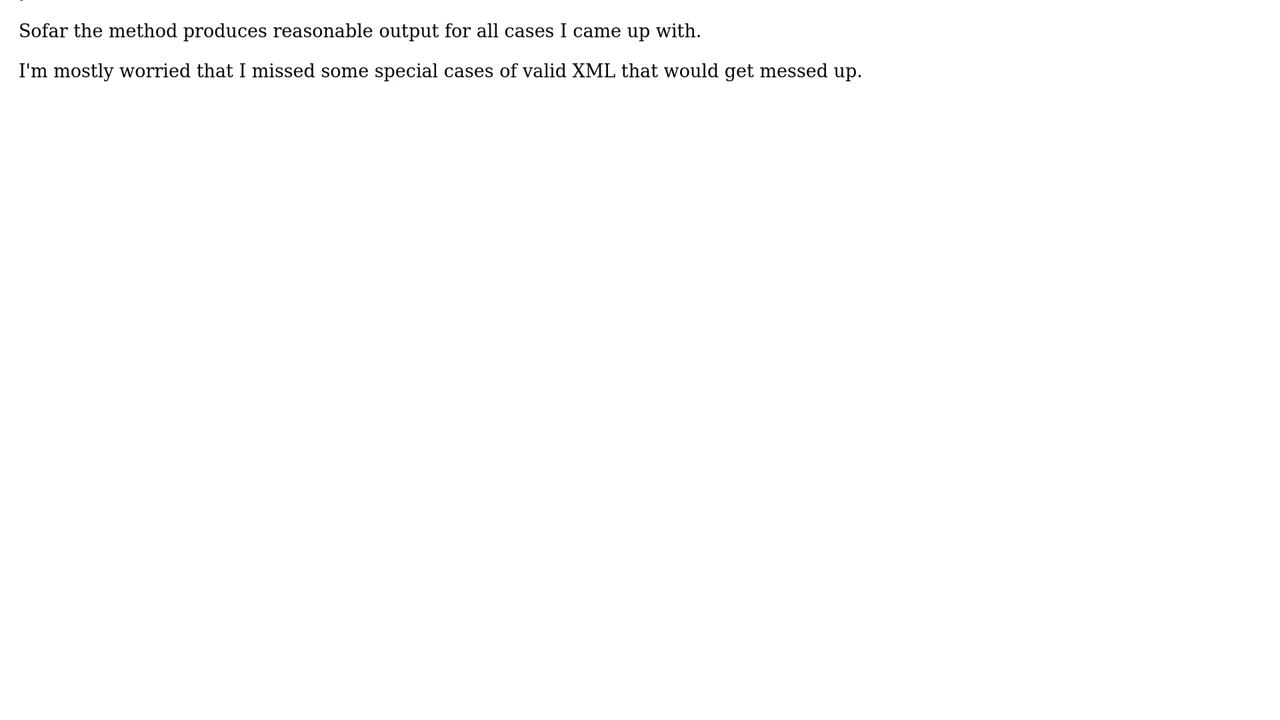 Sofar the method produces reasonable output for all cases I came up with.
I'm mostly worried that I missed some special cases of valid XML that would get messed up.